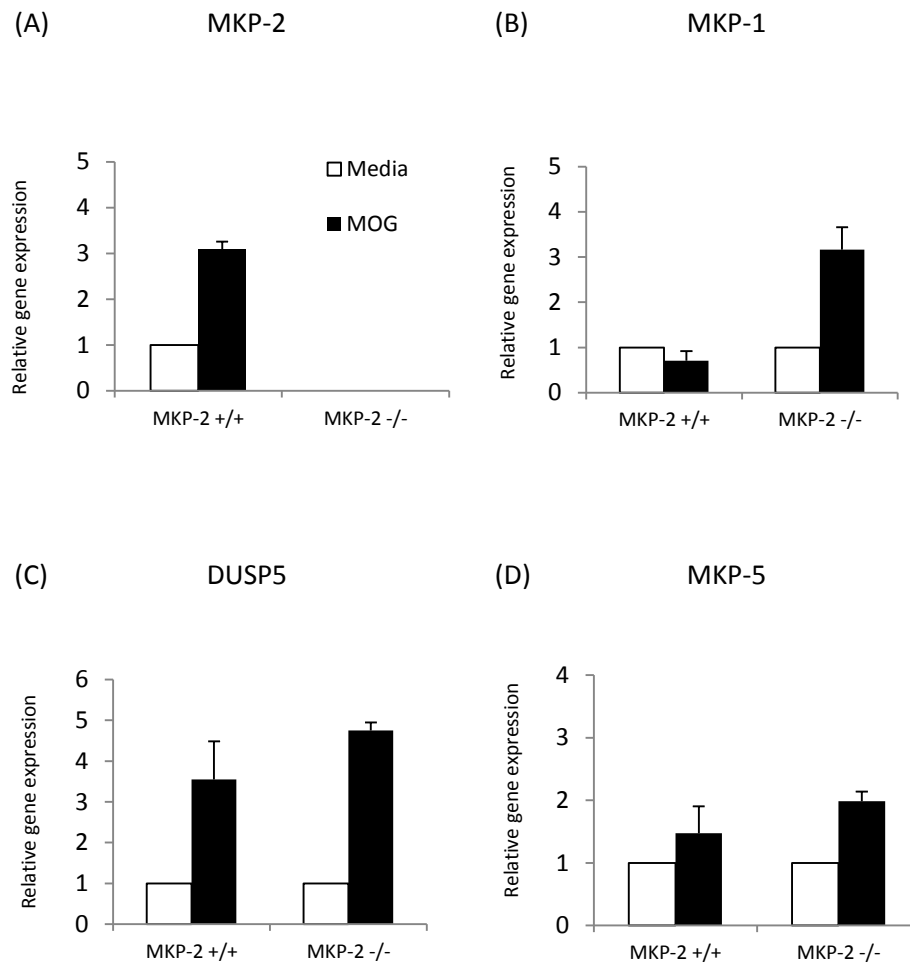 (A) MKP-2
Relative gene expression
5
4
3
2
1
0
Media
MOG
MKP-2 +/+ MKP-2 -/-
(B) MKP-1
Relative gene expression
5
4
3
2
1
0
MKP-2 +/+ MKP-2 -/-
(C) DUSP5
Relative gene expression
6
5
4
3
2
1
0
MKP-2 +/+ MKP-2 -/-
(D) MKP-5
Relative gene expression
4
3
2
1
0
MKP-2 +/+ MKP-2 -/-